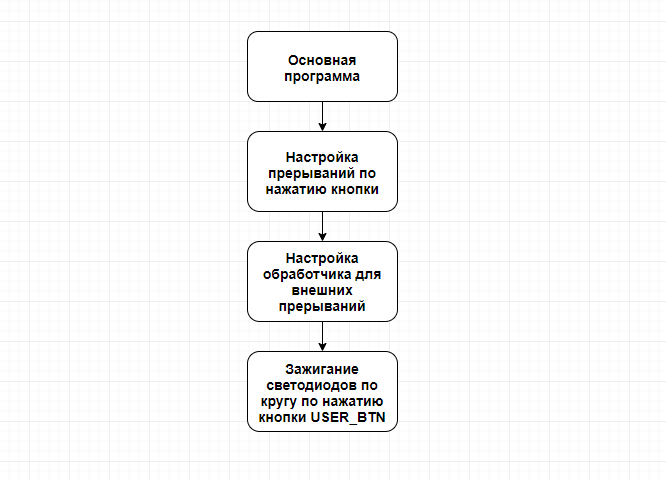 Основная
программа
Настройка
прерываний по
нажатию кнопки
Настройка
обработчика для
внешних
прерываний
Зажигание
светодиодов по
кругу по нажатию
кнопки USER_BTN